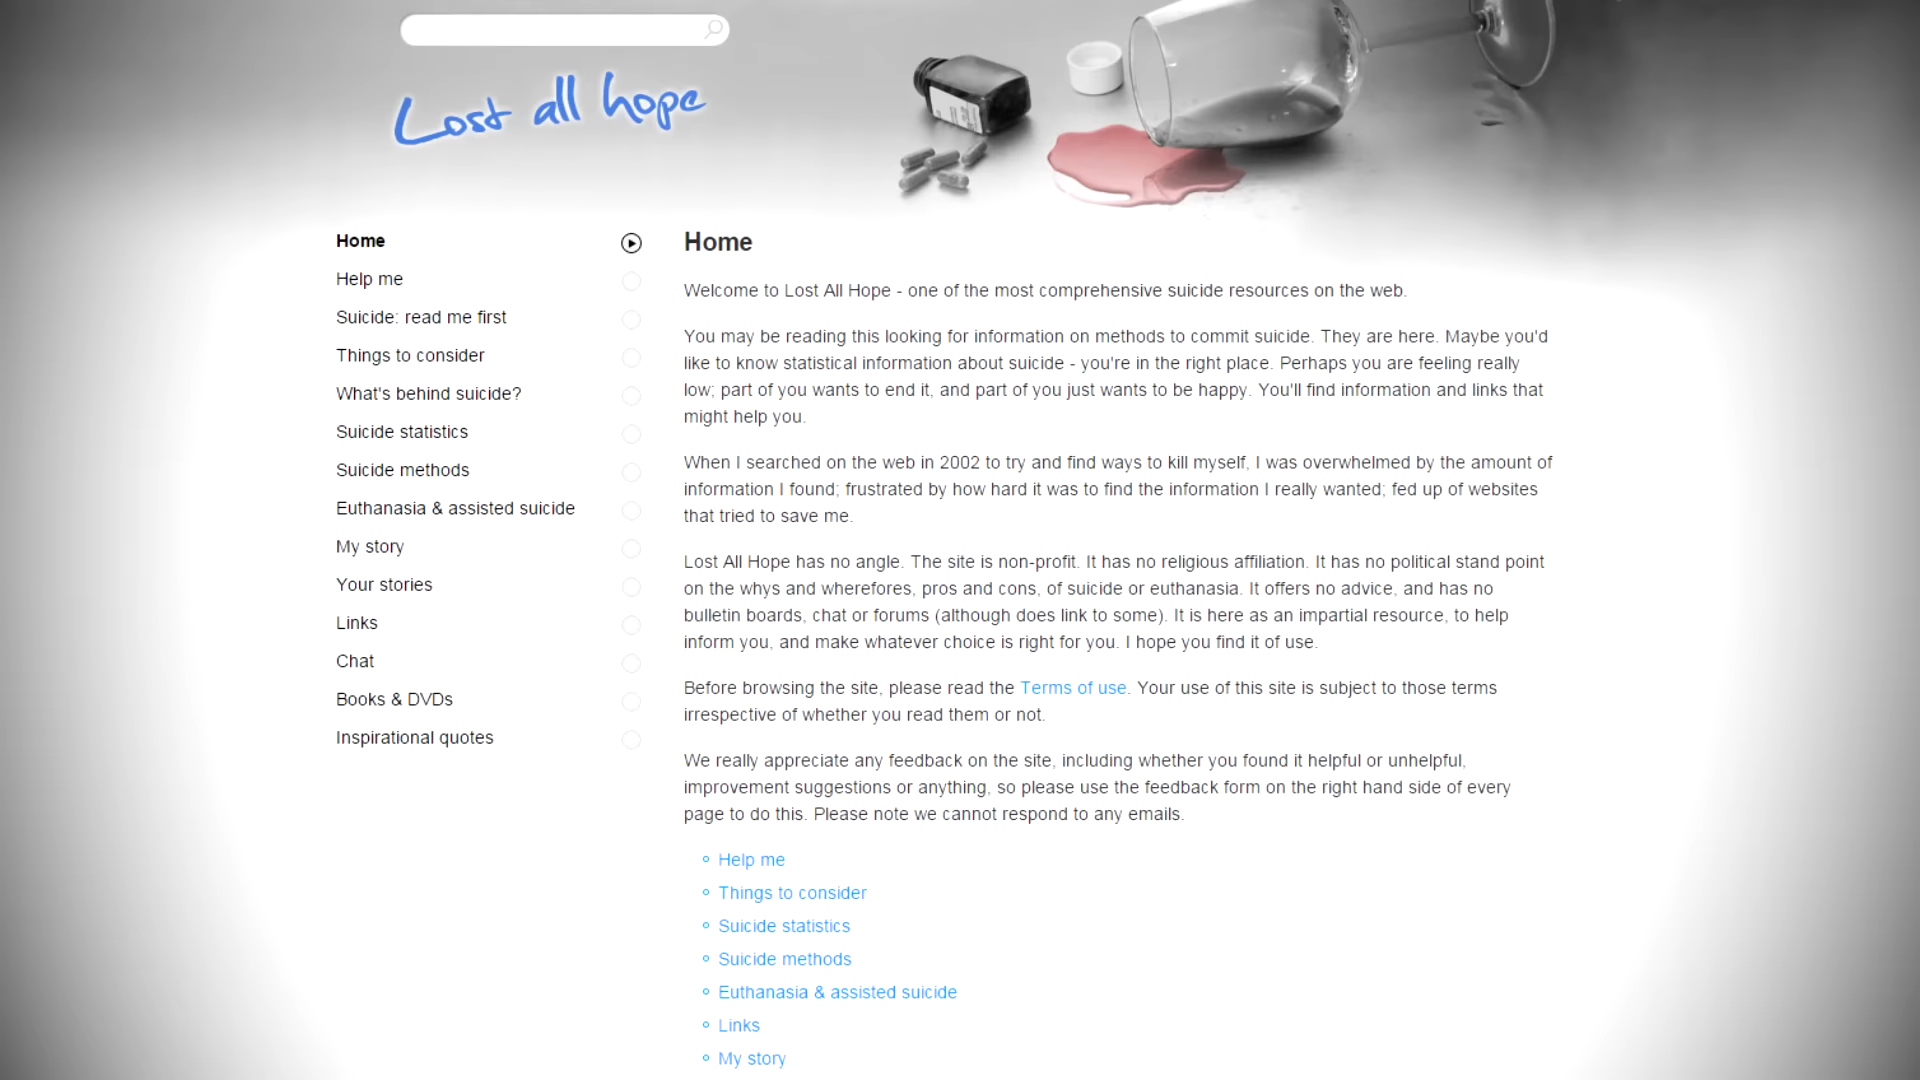 Lost all hope
Home
Help me
Suicide: read me first
Things to consider
What's behind suicide?
Suicide statistics
Suicide methods
Euthanasia & assisted suicide
My story
Your stories
Links
Chat
Books & DVDs
Inspirational quotes
Home
Welcome to Lost All Hope - one of the most comprehensive suicide resources on the web.
You may be reading this looking for information on methods to commit suicide. They are here. Maybe you'd
like to know statistical information about suicide - you're in the right place. Perhaps you are feeling really
low; part of you wants to end it, and part of you just wants to be happy. You'll find information and links that
might help you.
When I searched on the web in 2002 to try and find ways to kill myself, I was overwhelmed by the amount of
information I found; frustrated by how hard it was to find the information I really wanted; fed up of websites
that tried to save me.
Lost All Hope has no angle. The site is non-profit. It has no religious affiliation. It has no political stand point
on the whys and wherefores, pros and cons, of suicide or euthanasia. It offers no advice, and has no
bulletin boards, chat or forums (although does link to some). It is here as an impartial resource, to help
inform you, and make whatever choice is right for you. I hope you find it of use.
Before browsing the site, please read the Terms of use. Your use of this site is subject to those terms
irrespective of whether you read them or not.
We really appreciate any feedback on the site, including whether you found it helpful or unhelpful,
improvement suggestions or anything, so please use the feedback form on the right hand side of every
page to do this. Please note we cannot respond to any emails.
Help me
Things to consider
Suicide statistics
Suicide methods
Euthanasia & assisted suicide
Links
My story